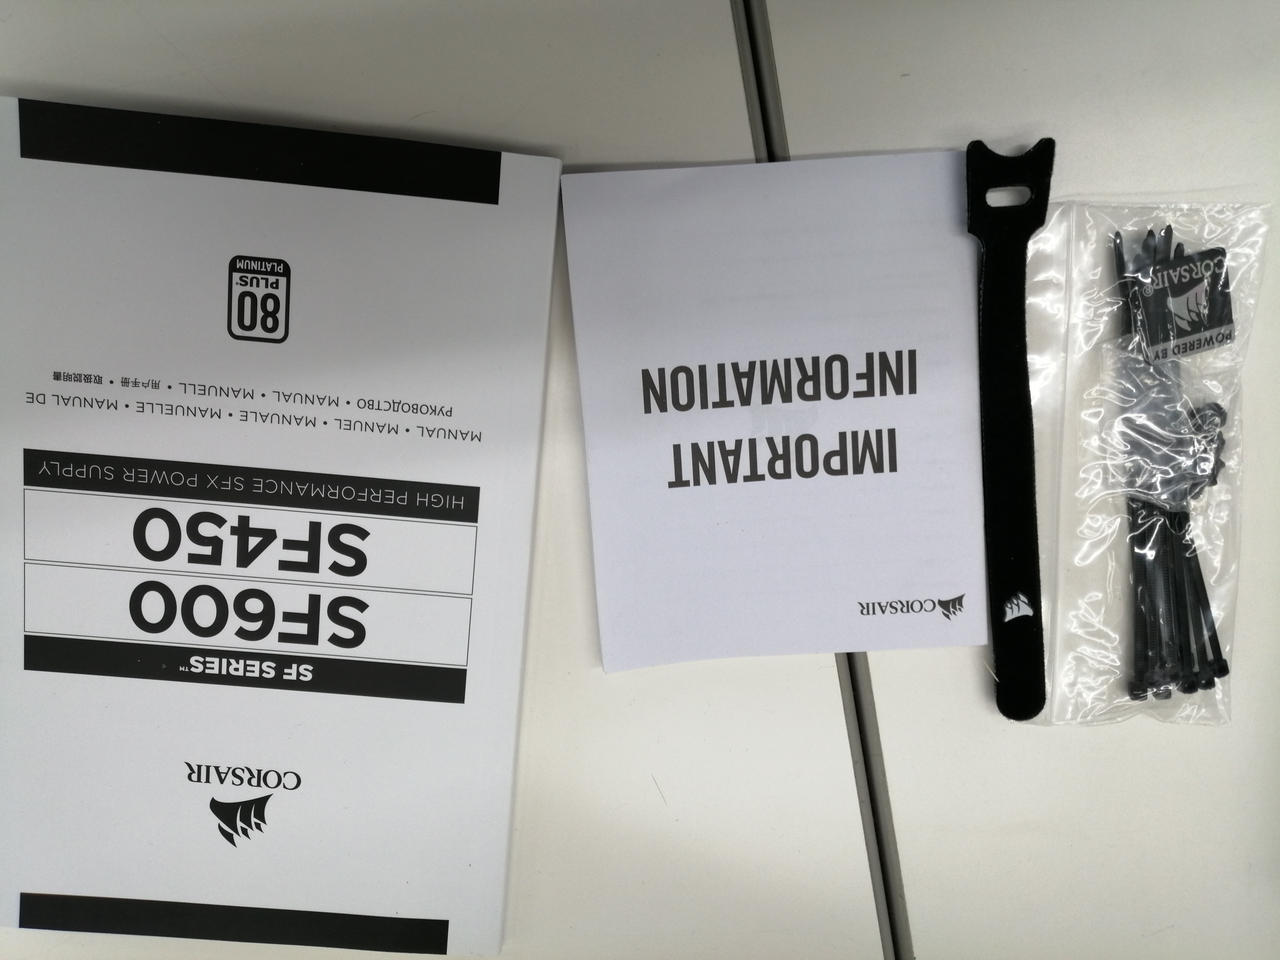 CORSAIR
SF SERIES™
SF600
SF450
HIGH PERFORMANCE SFX POWER SUPPLY
MANUAL • MANUEL • MANUALE • MANUELLE • MANUAL DE
РУКОВОДСТВО • MANUAL • MANUELL • 用户手册 • 取扱説明書
80
PLUS®
PLATINUM
CORSAIR
IMPORTANT
INFORMATION
POWERED BY
CORSAIR®